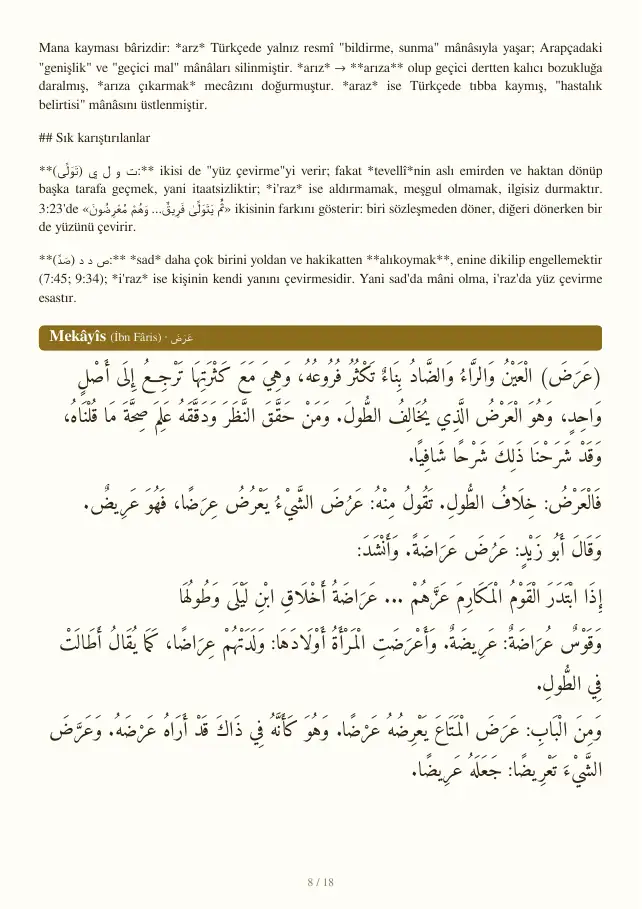 Mana kayması bârizdir: *arz* Türkçede yalnız resmî "bildirme, sunma" mânâsıyla yaşar; Arapçadaki
"genişlik" ve "geçici mal" mânâları silinmiştir. *arız* → **arıza** olup geçici dertten kalıcı bozukluğa
daralmış, *arıza çıkarmak* mecâzını doğurmuştur. *araz* ise Türkçede tıbba kaymış, "hastalık
belirtisi" mânâsını üstlenmiştir.
## Sık karıştırılanlar
**ت و ل ي (تَوَلَّى):** ikisi de "yüz çevirme"yi verir; fakat *tevellî*nin aslı emirden ve haktan dönüp
başka tarafa geçmek, yani itaatsizliktir; *i'raz* ise aldırmamak, meşgul olmamak, ilgisiz durmaktır.
3:23'de «ثُمَّ يَتَوَلَّىٰ فَرِيقٌ... وَهُمْ مُعْرِضُونَ» ikisinin farkını gösterir: biri sözleşmeden döner, diğeri dönerken bir
de yüzünü çevirir.
**ص د د (صَدَّ):** *sad* daha çok birini yoldan ve hakikatten **alıkoymak**, enine dikilip engellemektir
(7:45; 9:34); *i'raz* ise kişinin kendi yanını çevirmesidir. Yani sad'da mâni olma, i'raz'da yüz çevirme
esastır.
Mekâyîs (İbn Fâris) · عَرَضَ
(عَرَضَ) الْعَيْنُ وَالرَّاءُ وَالضَّادُ بِنَاءٌ تَكْثُرُ فُرُوعُهُ، وَهِيَ مَعَ كَثْرَتِهَا تَرْجِعُ إِلَى أَصْلٍ
وَاحِدٍ، وَهُوَ الْعَرْضُ الَّذِي يُخَالِفُ الطُّولَ. وَمَنْ حَقَّقَ النَّظَرَ وَدَقَّقَهُ عَلِمَ صِحَّةَ مَا قُلْنَاهُ،
وَقَدْ شَرَحْنَا ذَلِكَ شَرْحًا شَافِيًا.
فَالْعَرْضُ: خِلَافُ الطُّولِ. تَقُولُ مِنْهُ: عَرُضَ الشَّيْءُ يَعْرُضُ عِرَضًا، فَهُوَ عَرِيضٌ.
وَقَالَ أَبُو زَيْدٍ: عَرُضَ عَرَاضَةً. وَأَنْشَدَ:
إِذَا ابْتَدَرَ الْقَوْمُ الْمَكَارِمَ عَزَّهُمْ ... عَرَاضَةُ أَخْلَاقِ ابْنِ لَيْلَى وَطُولُهَا
وَقَوْسٌ عُرَاضَةٌ: عَرِيضَةٌ. وَأَعْرَضَتِ الْمَرْأَةُ أَوْلَادَهَا: وَلَدَتْهُمْ عِرَاضًا، كَمَا يُقَالُ أَطَالَتْ
فِي الطُّولِ.
وَمِنَ الْبَابِ: عَرَضَ الْمَتَاعَ يَعْرِضُهُ عَرْضًا. وَهُوَ كَأَنَّهُ فِي ذَاكَ قَدْ أَرَاهُ عَرْضَهُ. وَعَرَّضَ
الشَّيْءَ تَعْرِيضًا: جَعَلَهُ عَرِيضًا.
8 / 18